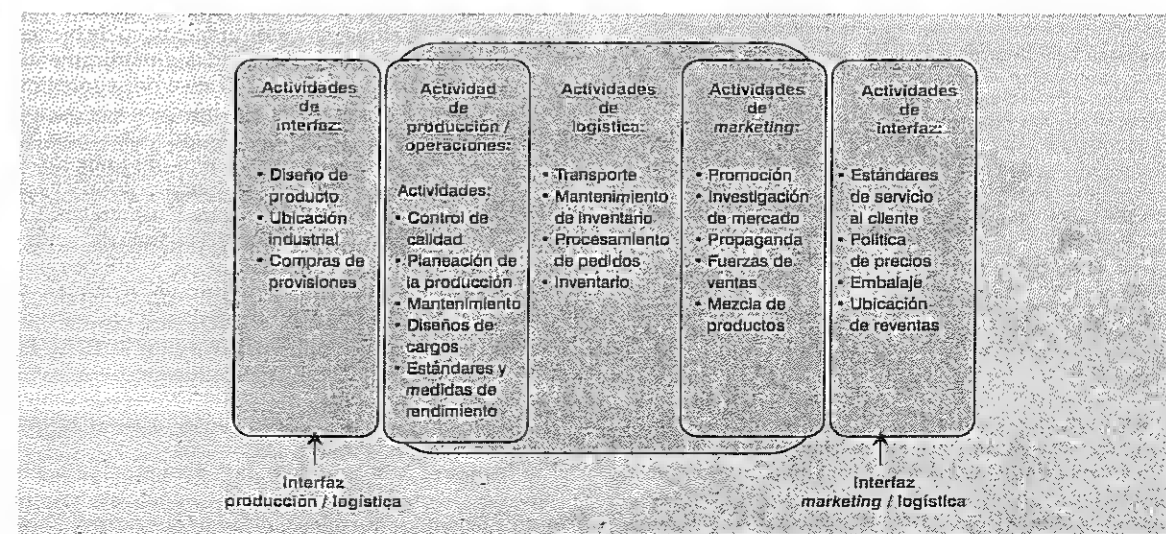 Actividades
de
interfaz:
• Diseño de
producto
• Ubicación
industrial
• Compras de
provisiones
Actividad
de
producción /
operaciones:
Actividades:
• Control de
calidad
• Planeación de
la producción
• Mantenimiento
• Diseños de
cargos
• Estándares y
medidas de
rendimiento
Actividades
de
logística:
• Transporte
• Mantenimiento
de inventario
• Procesamiento
de pedidos
• Inventario
Actividades
de
marketing:
• Promoción
• Investigación
de mercado
• Propaganda
• Fuerzas de
ventas
• Mezcla de
productos
Actividades
de
interfaz:
• Estándares
de servicio
al cliente
• Política
de precios
• Embalaje
• Ubicación
de reventas
Interfaz
producción / logística
Interfaz
marketing / logística